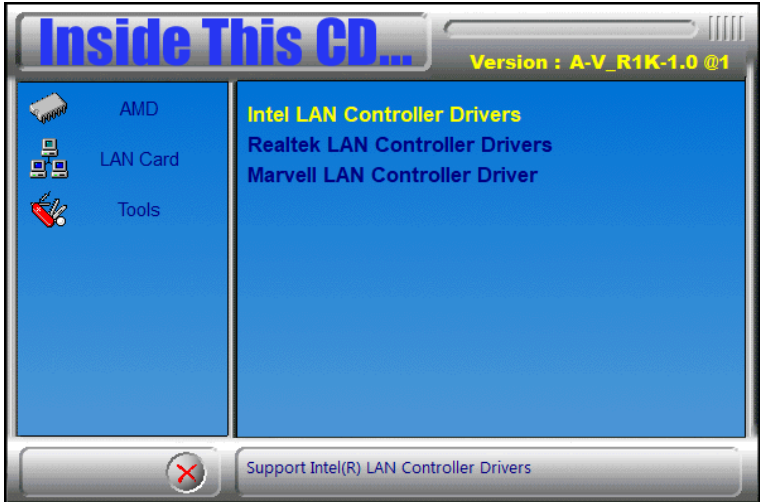 Inside This CD...
Version : A-V_R1K-1.0 @1
AMD
LAN Card
Tools
Intel LAN Controller Drivers
Realtek LAN Controller Drivers
Marvell LAN Controller Driver
Support Intel(R) LAN Controller Drivers